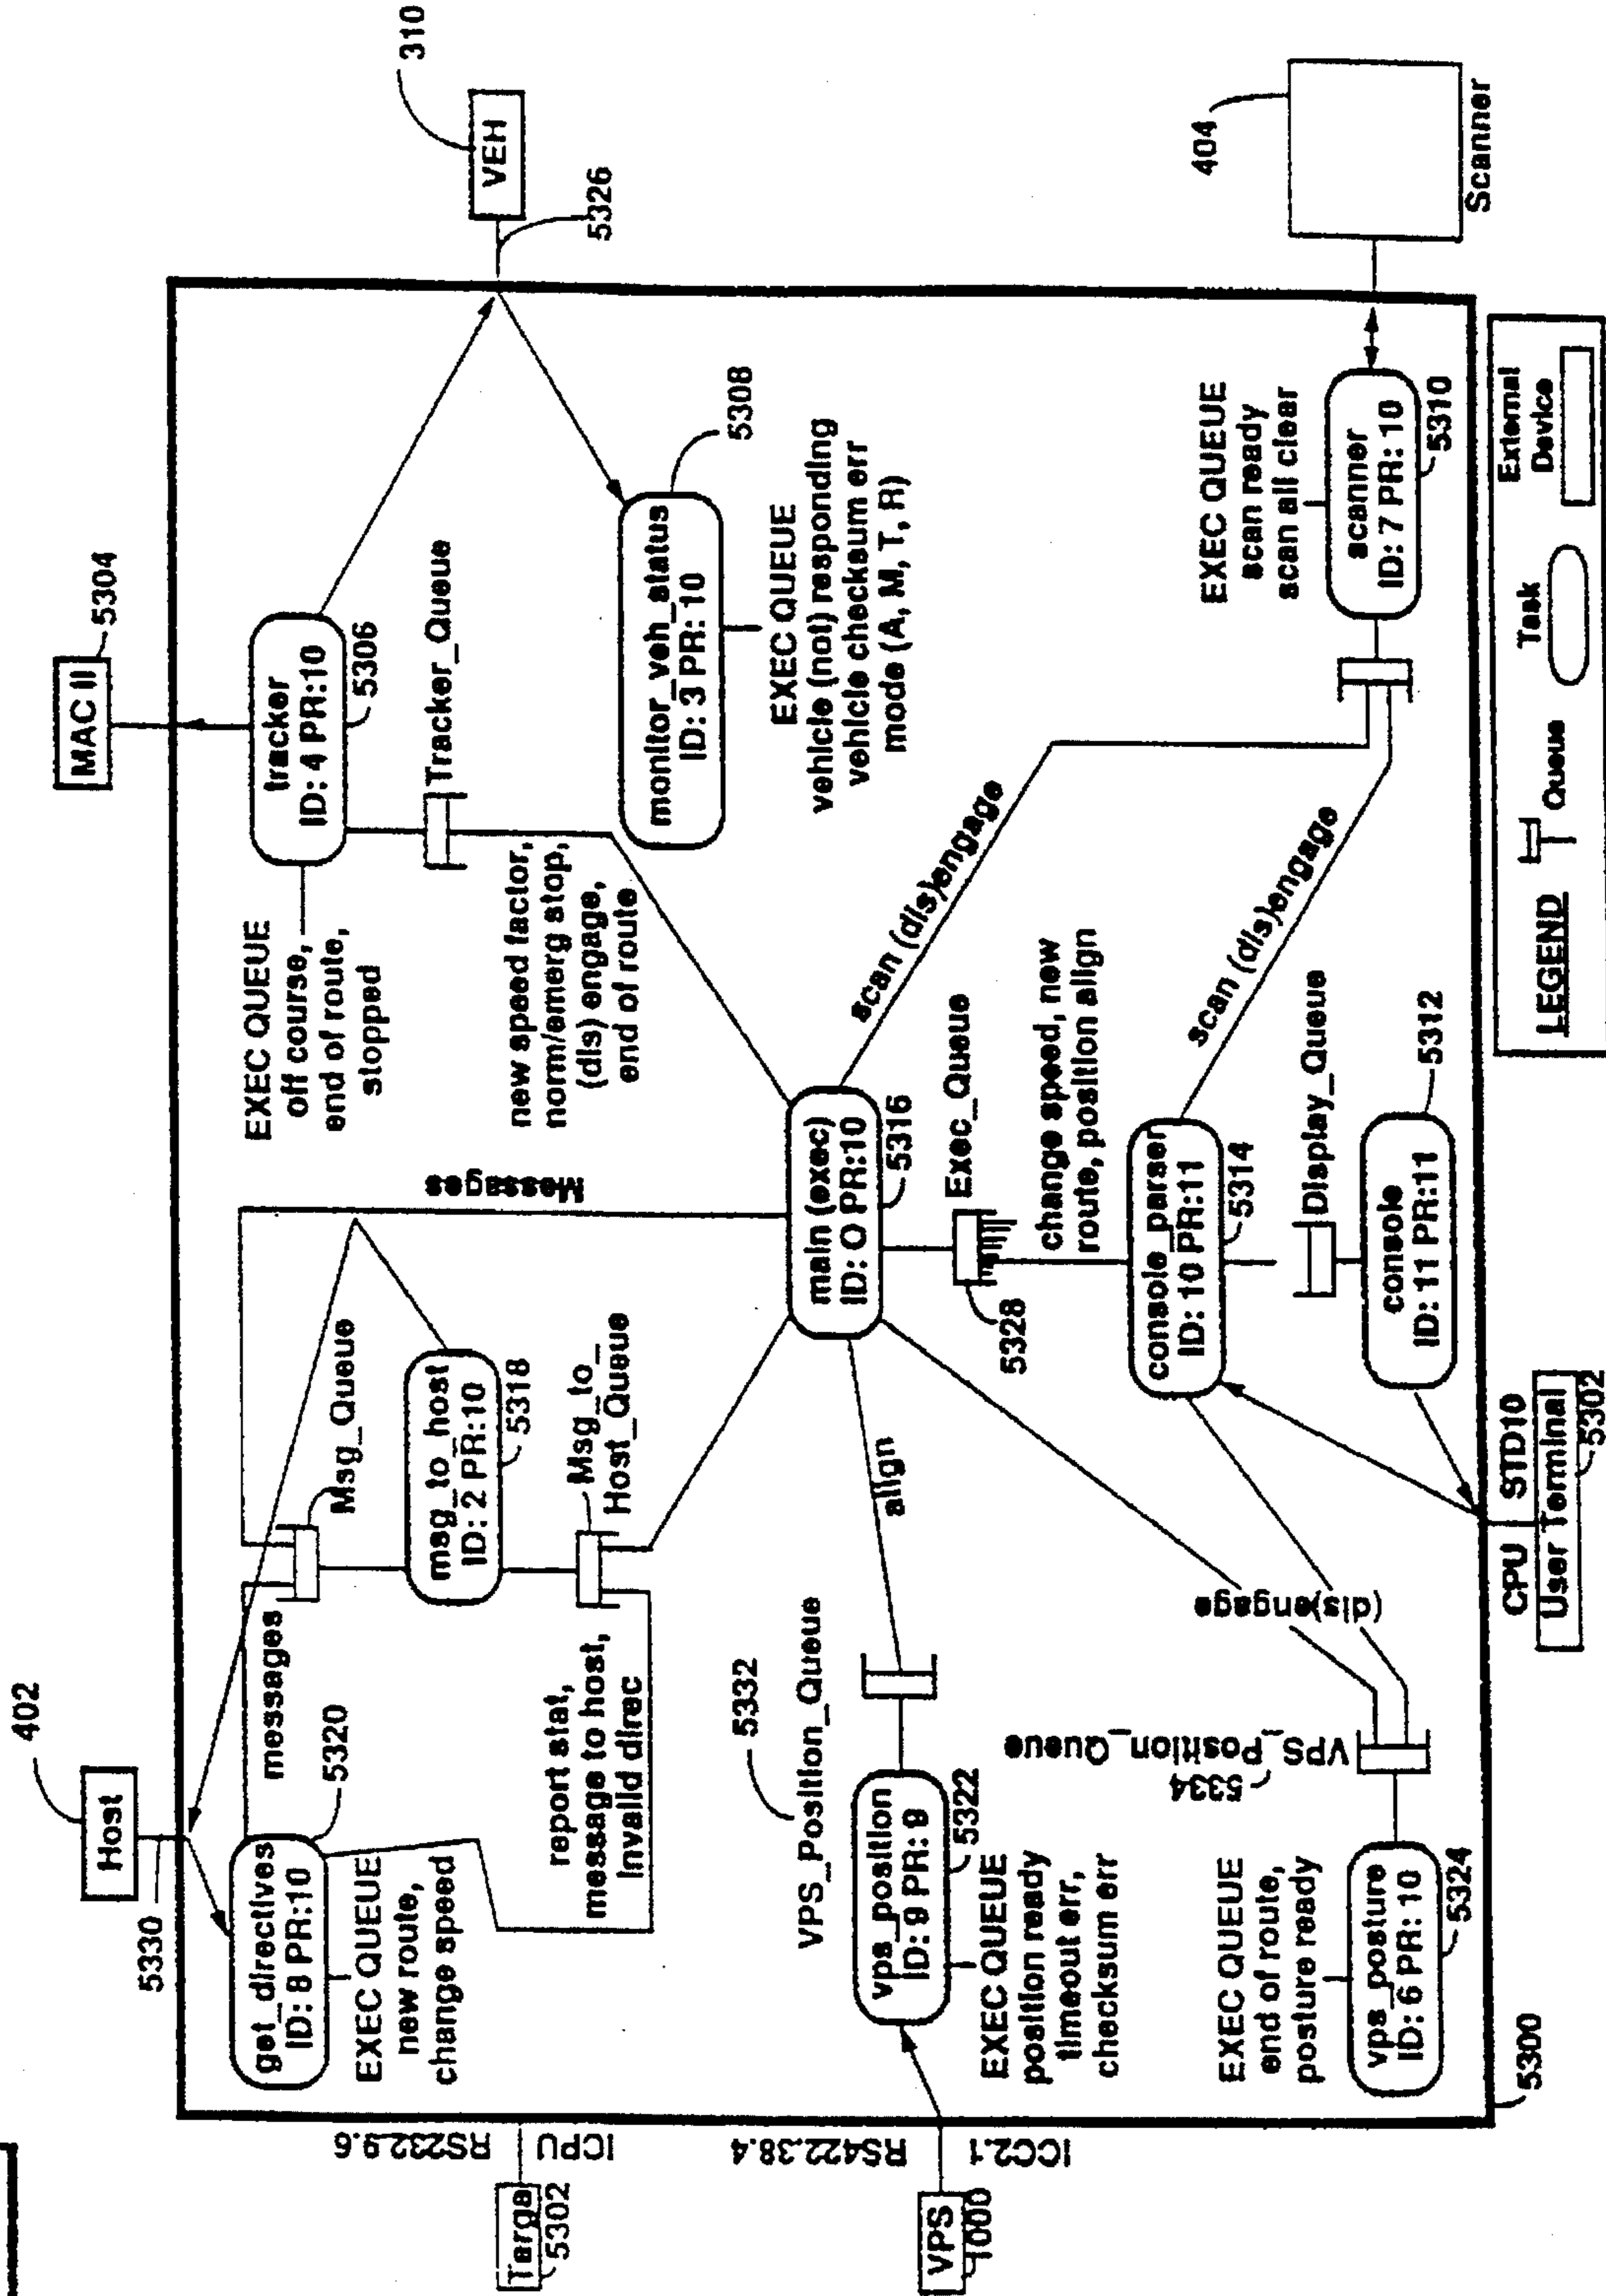 402
Host
5330
MAC II
5304
310
VEH
5326
404
Scanner
Targa
5302
RS232.9.6
ICPU
VPS
1000
RS422.38.4
ICC2.1
get_directives
ID: 8 PR:10
5320
EXEC QUEUE
new route,
change speed
messages
Msg_Queue
msg_to_host
ID: 2 PR:10
5318
Msg_to_
Host_Queue
report stat,
message to host,
invalid direc
Messages
EXEC QUEUE
off course,
end of route,
stopped
tracker
ID: 4 PR:10
5306
Tracker_Queue
new speed factor,
norm/emerg stop,
(dis) engage,
end of route
monitor_veh_status
ID: 3 PR: 10
5308
EXEC QUEUE
vehicle (not) responding
vehicle checksum err
mode (A, M, T, R)
5332
VPS_Position_Queue
vps_position
ID: 9 PR: 9
5322
EXEC QUEUE
position ready
timeout err,
checksum err
align
main (exec)
ID: O PR:10
5316
Exec_Queue
5328
change speed, new
route, position align
scan (dis)engage
scan (dis)engage
EXEC QUEUE
scan ready
scan all clear
scanner
ID: 7 PR: 10
5310
console_parser
ID: 10 PR:11
5314
Display_Queue
console
ID: 11 PR:11
5312
(dis)engage
VPS_Position_Queue
5334
EXEC QUEUE
end of route,
posture ready
vps_posture
ID: 6 PR: 10
5324
5300
CPU STD10
User Terminal
5302
LEGEND
Queue
Task
External
Device